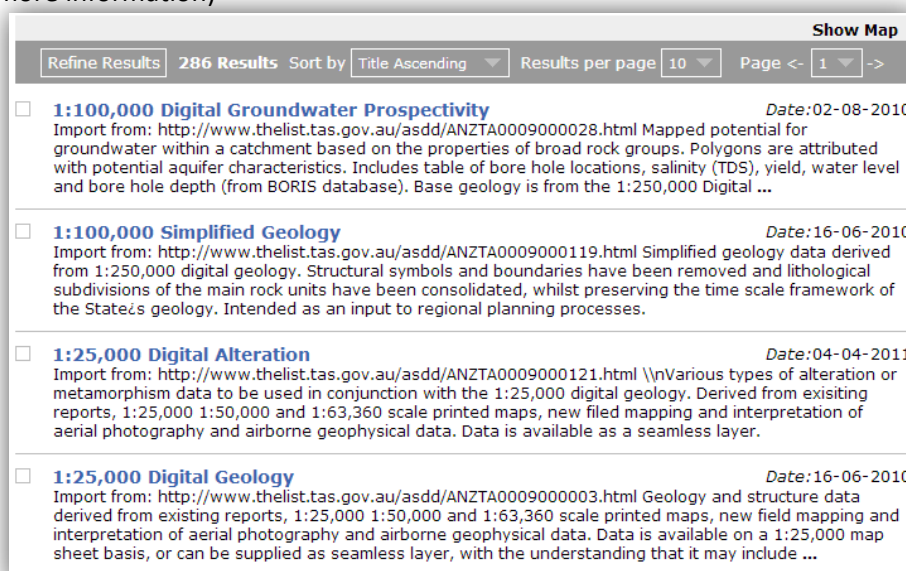 more information)
Show Map
Refine Results 286 Results Sort by Title Ascending Results per page 10 Page <- 1 ->
1:100,000 Digital Groundwater Prospectivity Date:02-08-2010
Import from: http://www.thelist.tas.gov.au/asdd/ANZTA0009000028.html Mapped potential for
groundwater within a catchment based on the properties of broad rock groups. Polygons are attributed
with potential aquifer characteristics. Includes table of bore hole locations, salinity (TDS), yield, water level
and bore hole depth (from BORIS database). Base geology is from the 1:250,000 Digital ...
1:100,000 Simplified Geology Date:16-06-2010
Import from: http://www.thelist.tas.gov.au/asdd/ANZTA0009000119.html Simplified geology data derived
from 1:250,000 digital geology. Structural symbols and boundaries have been removed and lithological
subdivisions of the main rock units have been consolidated, whilst preserving the time scale framework of
the State¿s geology. Intended as an input to regional planning processes.
1:25,000 Digital Alteration Date:04-04-2011
Import from: http://www.thelist.tas.gov.au/asdd/ANZTA0009000121.html \\nVarious types of alteration or
metamorphism data to be used in conjunction with the 1:25,000 digital geology. Derived from exisiting
reports, 1:25,000 1:50,000 and 1:63,360 scale printed maps, new filed mapping and interpretation of
aerial photography and airborne geophysical data. Data is available as a seamless layer.
1:25,000 Digital Geology Date:16-06-2010
Import from: http://www.thelist.tas.gov.au/asdd/ANZTA0009000003.html Geology and structure data
derived from existing reports, 1:25,000 1:50,000 and 1:63,360 scale printed maps, new field mapping and
interpretation of aerial photography and airborne geophysical data. Data is available on a 1:25,000 map
sheet basis, or can be supplied as seamless layer, with the understanding that it may include ...